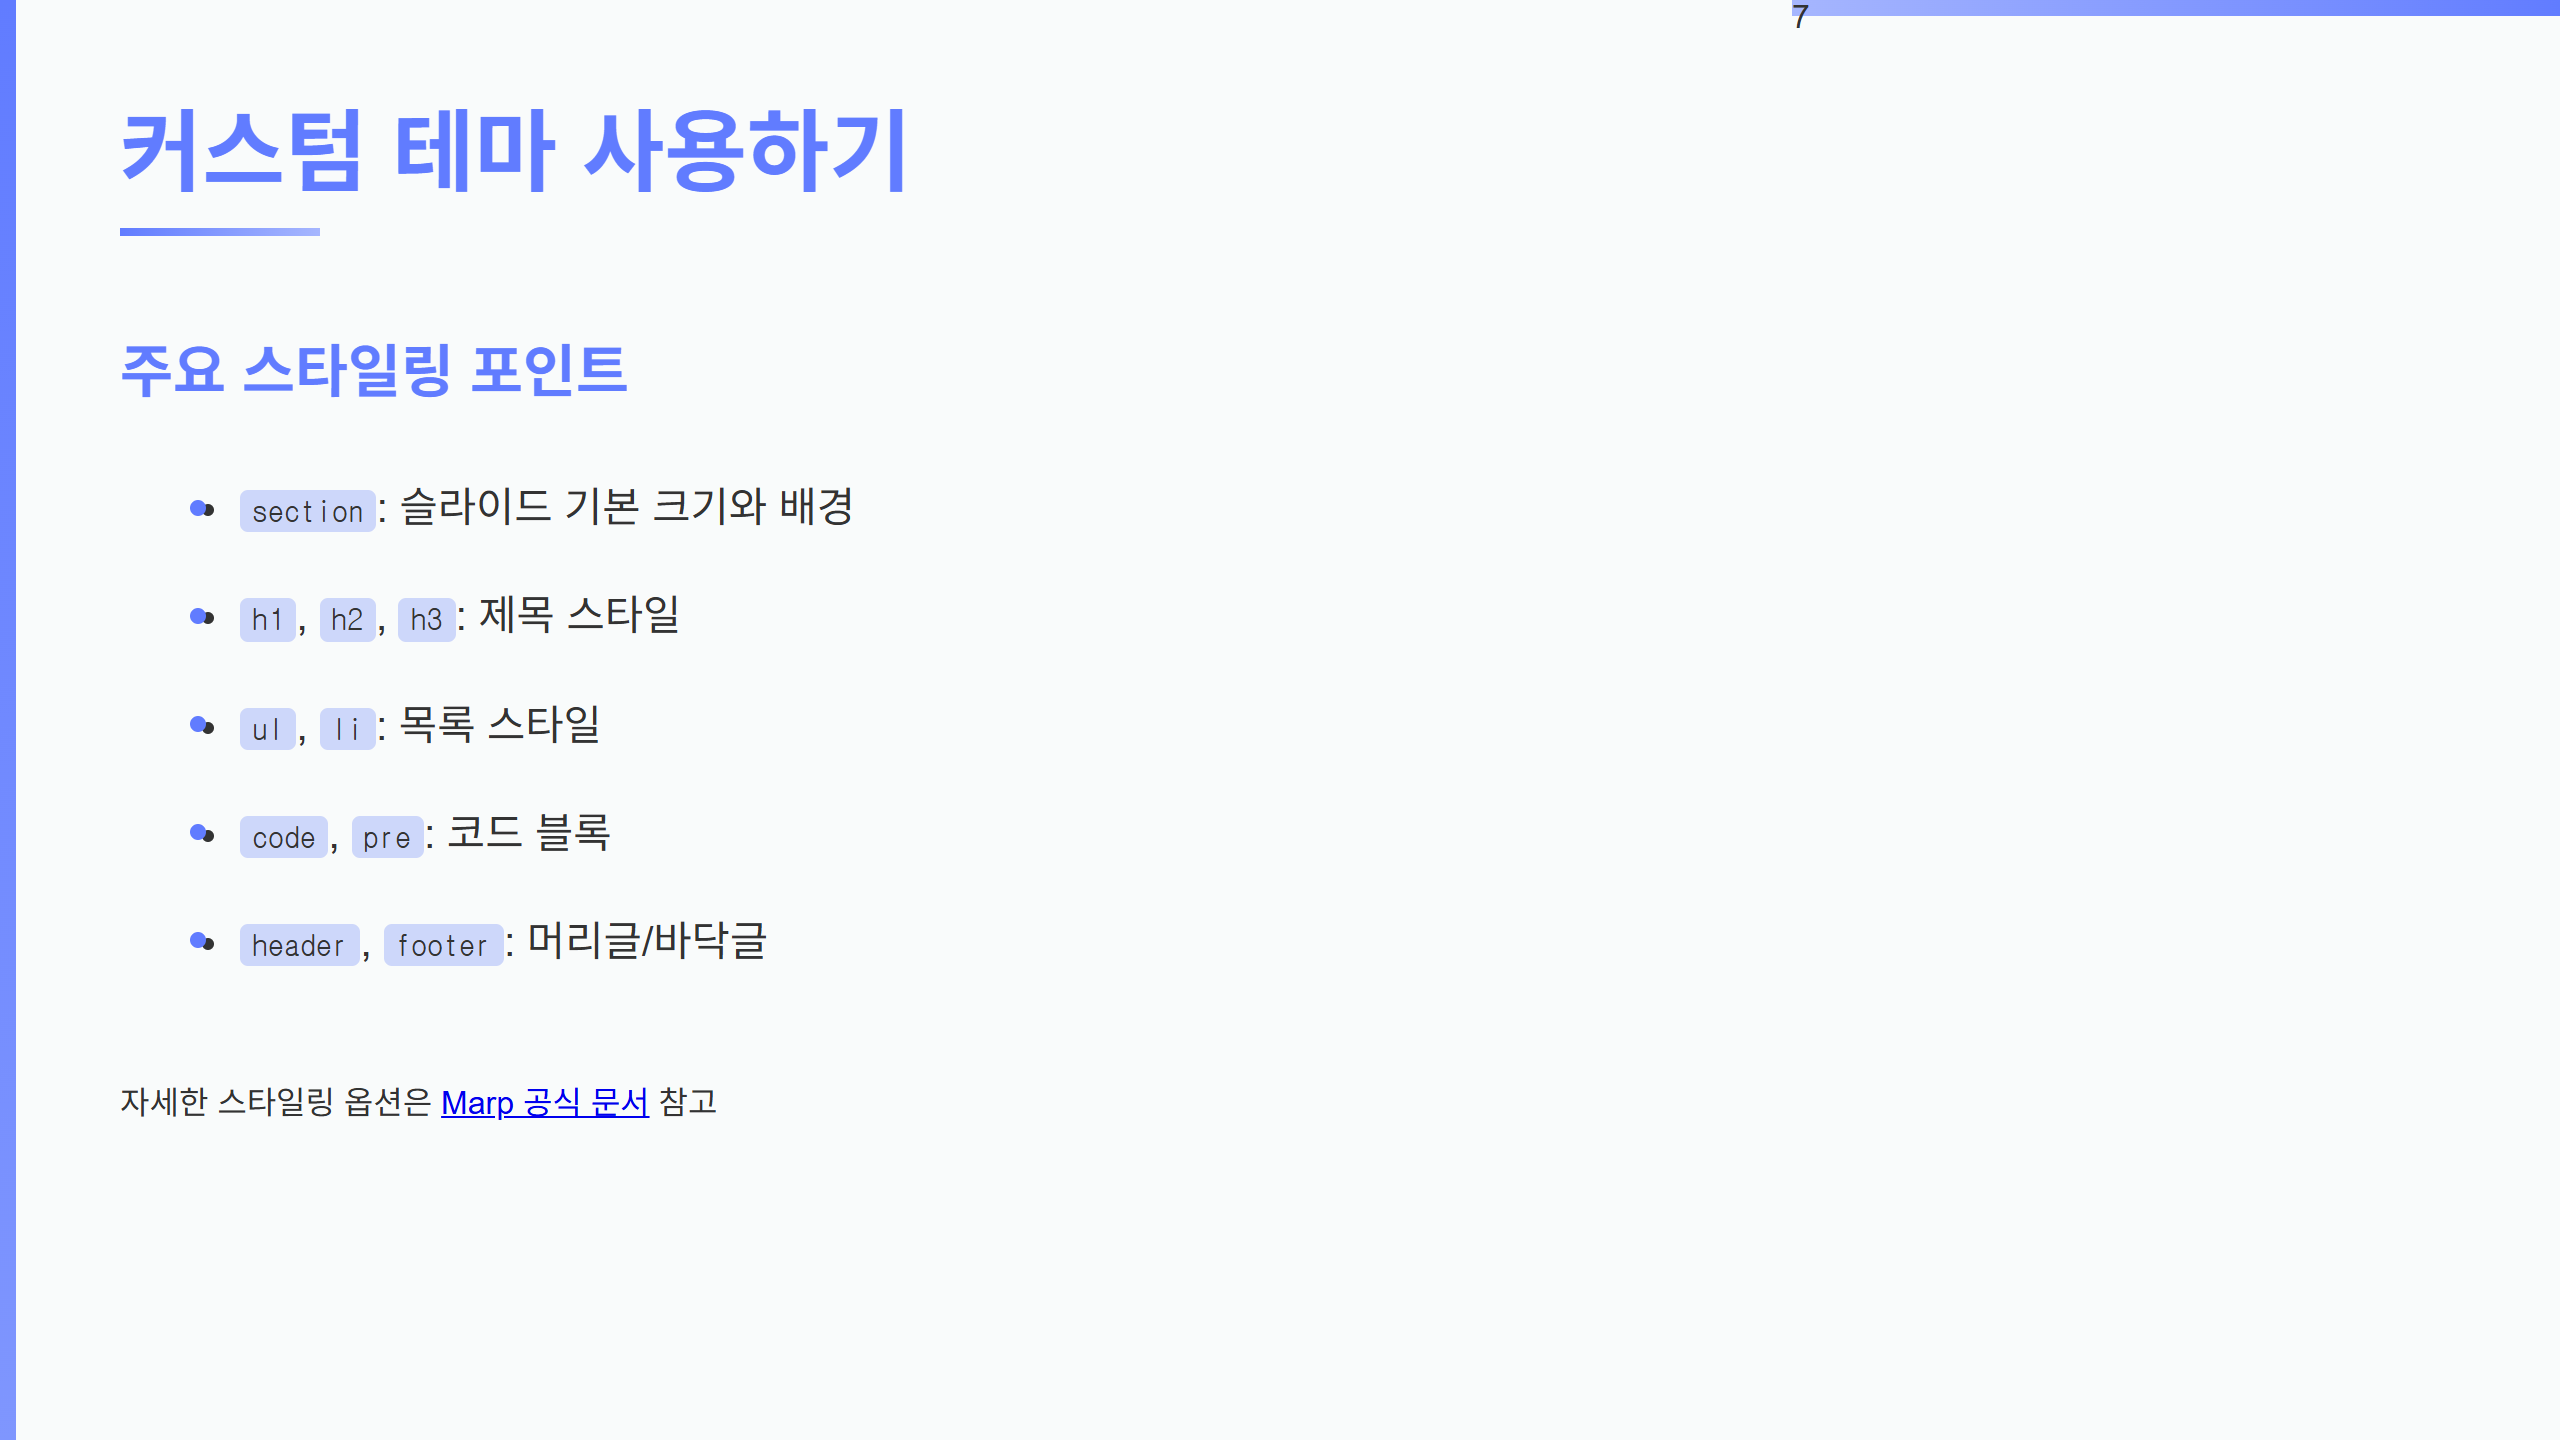 7
커스텀 테마 사용하기
주요 스타일링 포인트
section: 슬라이드 기본 크기와 배경
h1, h2, h3: 제목 스타일
ul, li: 목록 스타일
code, pre: 코드 블록
header, footer: 머리글/바닥글
자세한 스타일링 옵션은 Marp 공식 문서 참고